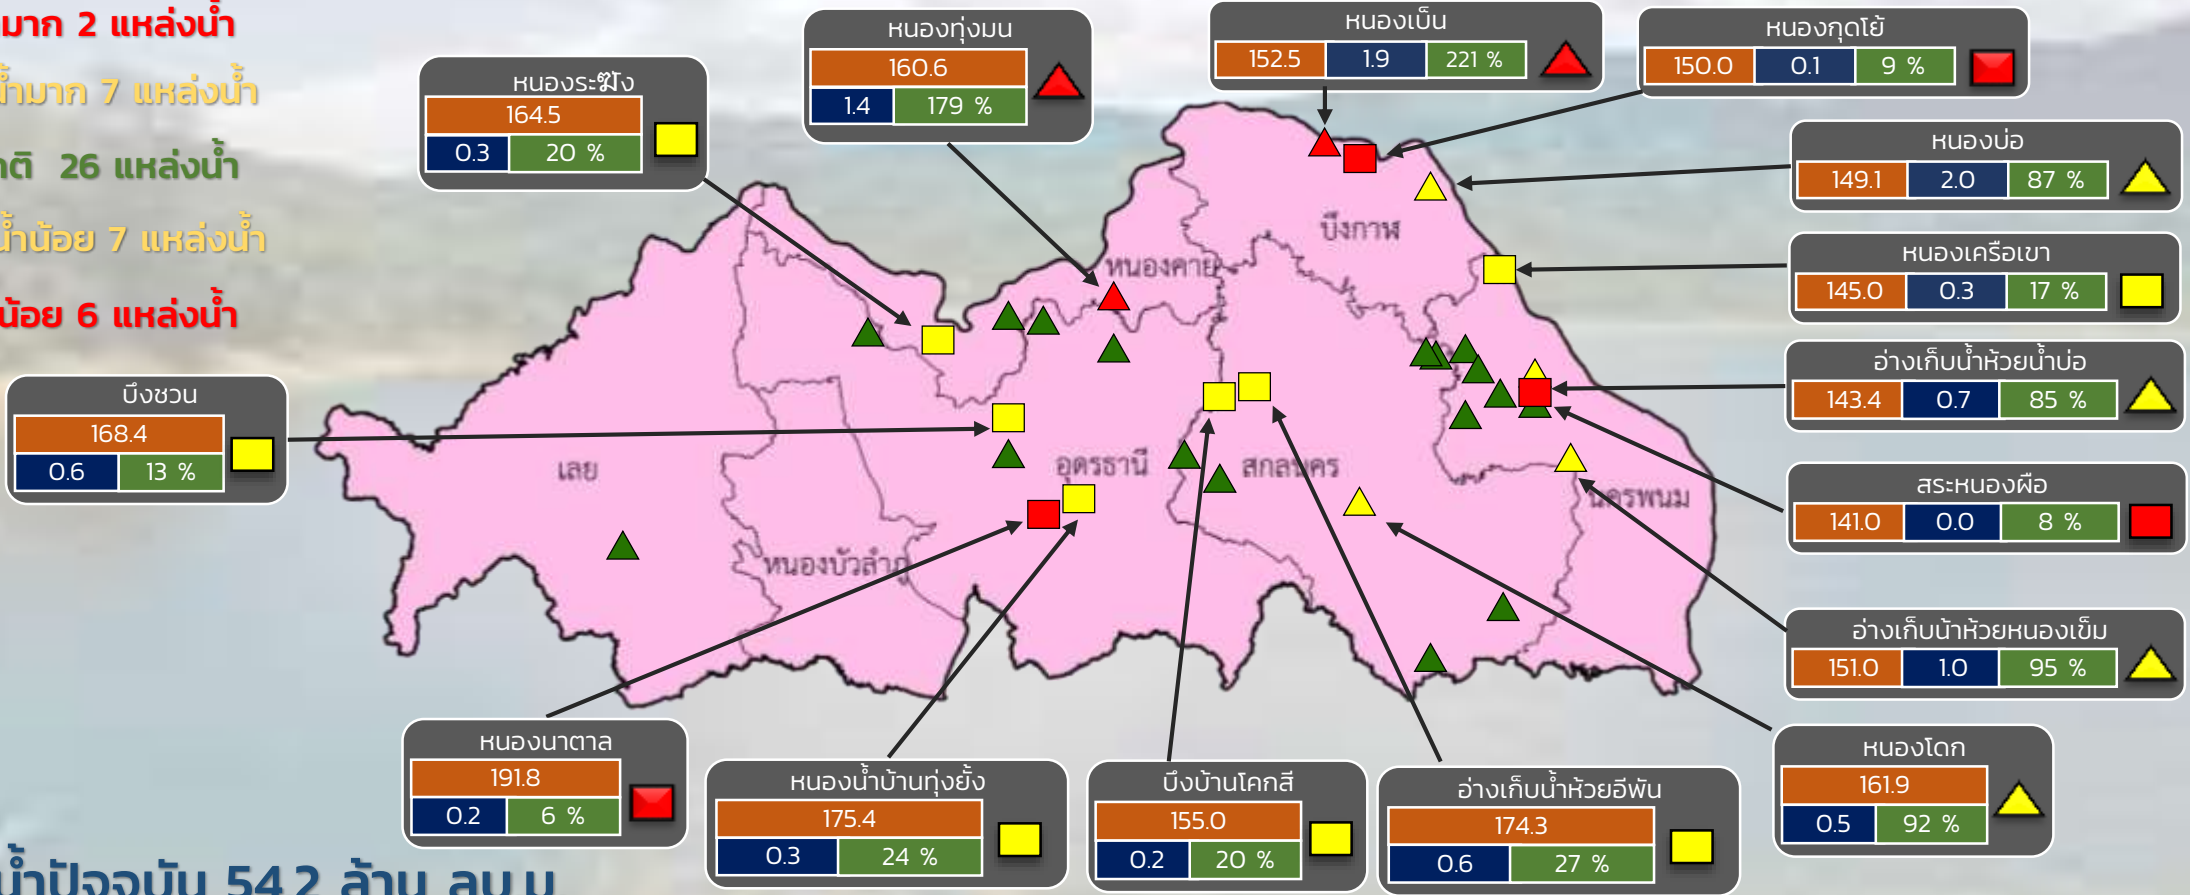 มาก 2 แหล่งน้ำ
น้ำมาก 7 แหล่งน้ำ
26 แหล่งน้ำ
น้ำน้อย 7 แหล่งน้ำ
น้อย 6 แหล่งน้ำ
หนองระฆัง
164.5
0.3 20 %
หนองทุ่งมน
160.6
1.4 179 %
หนองเบ็น
152.5 1.9 221 %
หนองกุดโย้
150.0 0.1 9 %
หนองบ่อ
149.1 2.0 87 %
หนองเครือเขา
145.0 0.3 17 %
อ่างเก็บน้ำห้วยน้ำบ่อ
143.4 0.7 85 %
สระหนองผือ
141.0 0.0 8 %
อ่างเก็บน้าห้วยหนองเข็ม
151.0 1.0 95 %
หนองโดก
161.9
0.5 92 %
บึงชวน
168.4
0.6 13 %
บึงกาฬ
หนองคาย
เลย
อุดรธานี
สกลนคร
นครพนม
หนองบัวลำภู
หนองนาตาล
191.8
0.2 6 %
หนองน้ำบ้านทุ่งยั้ง
175.4
0.3 24 %
บึงบ้านโคกสี
155.0
0.2 20 %
อ่างเก็บน้ำห้วยอีพัน
174.3
0.6 27 %
น้ำปัจจุบัน 54.2 ล้าน ลบ.ม